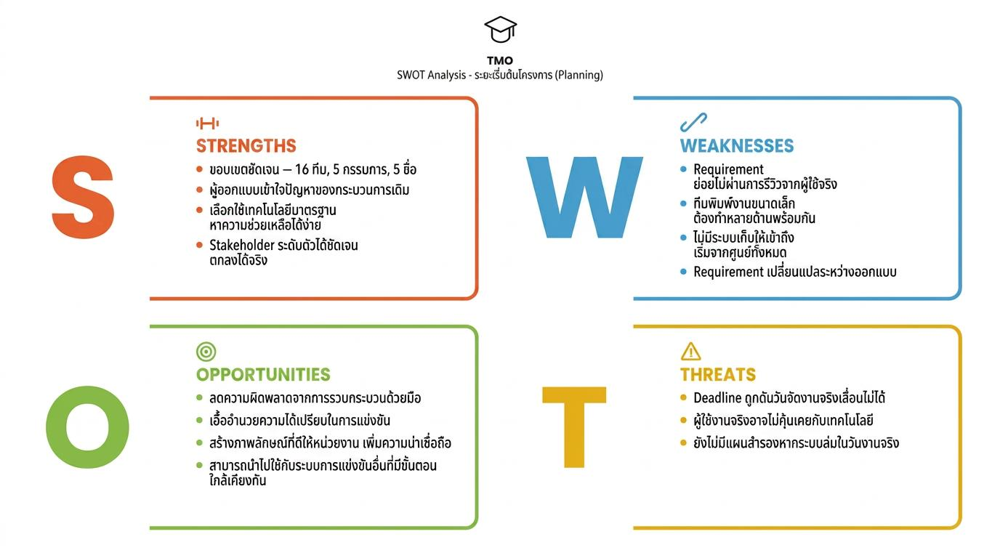 TMO
SWOT Analysis - ระยะเริ่มต้นโครงการ (Planning)
S
STRENGTHS
ขอบเขตชัดเจน — 16 ทีม, 5 กรรมการ, 5 ชื่อ
ผู้ออกแบบเข้าใจปัญหาของกระบวนการเดิม
เลือกใช้เทคโนโลยีมาตรฐาน
หาความช่วยเหลือได้ง่าย
Stakeholder ระดับตัวได้ชัดเจน
ตกลงได้จริง
W
WEAKNESSES
Requirement
ย่อยไม่ผ่านการรีวิวจากผู้ใช้จริง
ทีมพิมพ์งานขนาดเล็ก
ต้องทำหลายด้านพร้อมกัน
ไม่มีระบบเก็บให้เข้าถึง
เริ่มจากศูนย์ทั้งหมด
Requirement เปลี่ยนแปลระหว่างออกแบบ
O
OPPORTUNITIES
ลดความผิดพลาดจากการรวบกระบวนด้วยมือ
เอื้ออำนวยความได้เปรียบในการแข่งขัน
สร้างภาพลักษณ์ที่ดีให้หน่วยงาน เพิ่มความน่าเชื่อถือ
สามารถนำไปใช้กับระบบการแข่งขันอื่นที่มีขั้นตอน
ใกล้เคียงกัน
T
THREATS
Deadline ถูกดันวันจัดงานจริงเลื่อนไม่ได้
ผู้ใช้งานจริงอาจไม่คุ้นเคยกับเทคโนโลยี
ยังไม่มีแผนสำรองหากระบบล่มในวันงานจริง